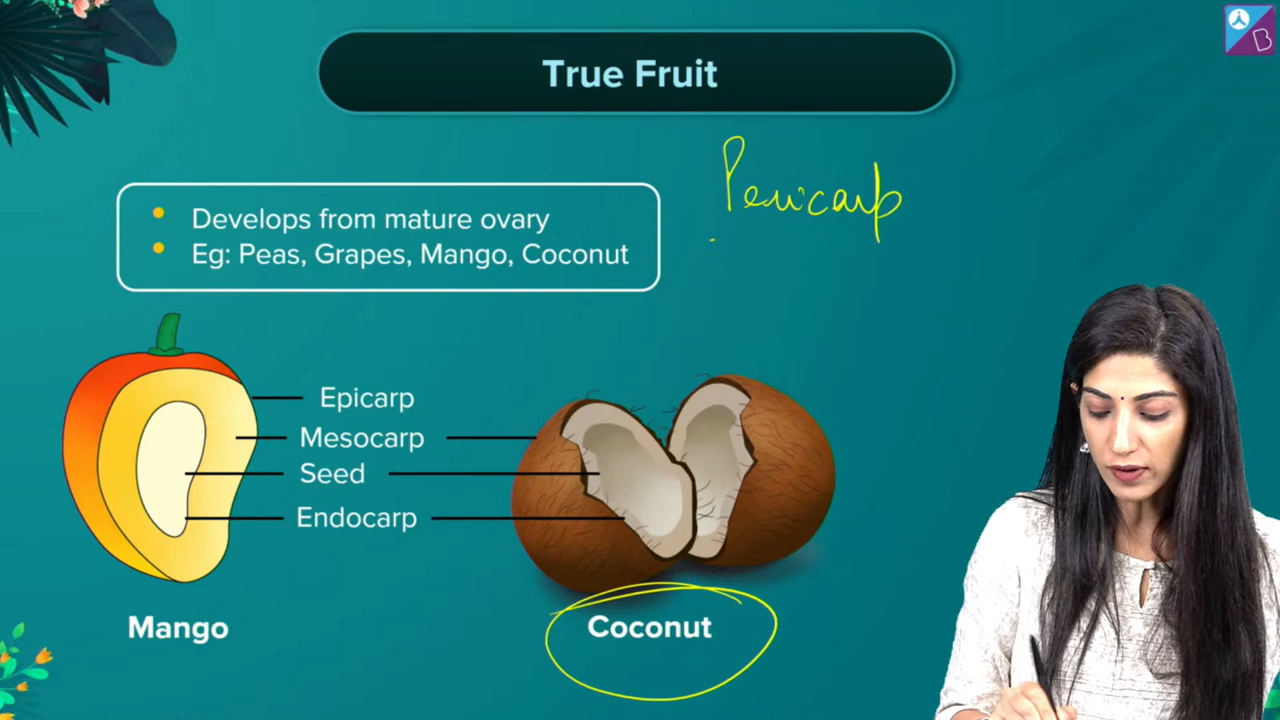 True Fruit
Pericarp
• Develops from mature ovary
• Eg: Peas, Grapes, Mango, Coconut
Epicarp
Mesocarp
Seed
Endocarp
Mango
Coconut
B